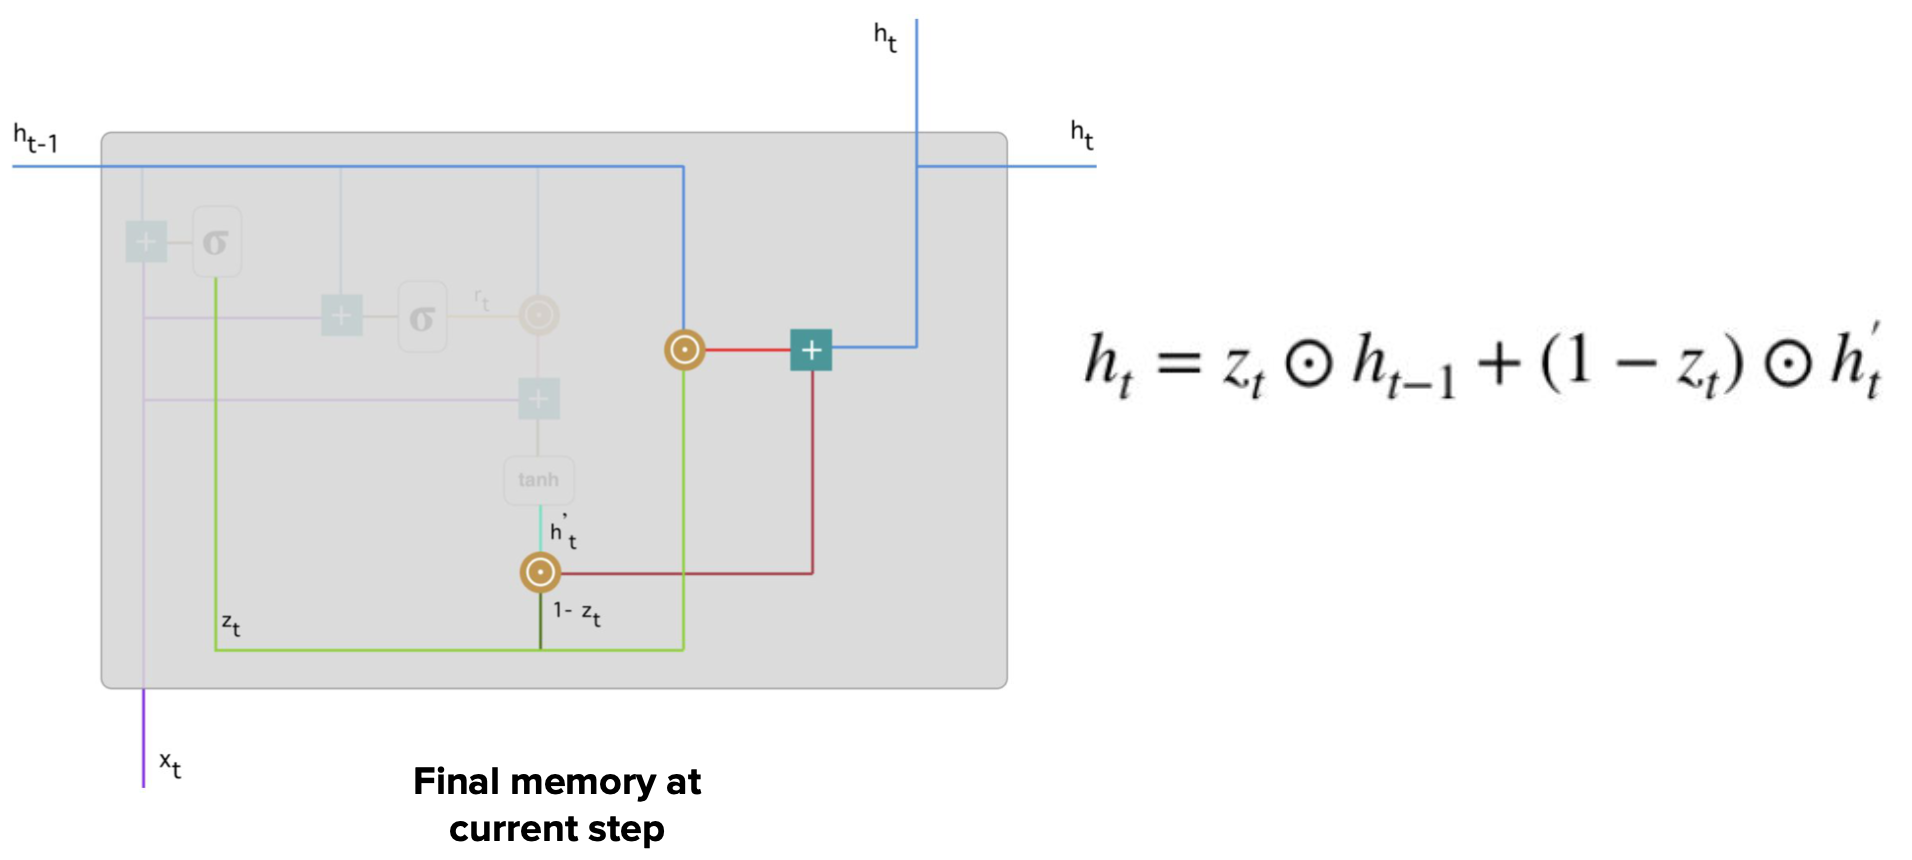 h_t
h_{t-1}
h_t
+ σ
+ σ r_t
+
h_t = z_t ⊙ h_{t-1} + (1 − z_t) ⊙ h'_t
+
tanh
h'_t
1- z_t
z_t
x_t
Final memory at
current step